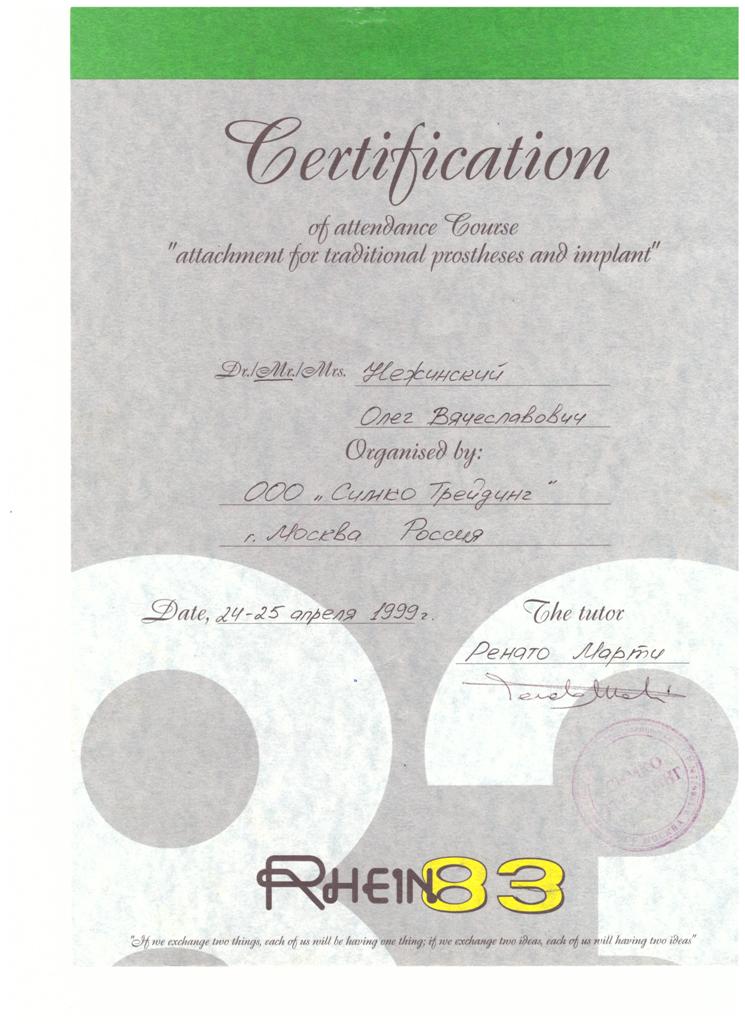 Certification
of attendance Course
"attachment for traditional prostheses and implant"
Dr./Mr./Mrs. Нежинский
Олег Вячеславович
Organised by:
ООО „Симко Трейдинг"
г. Москва Россия
Date, 24-25 апреля 1999г.
The tutor
Ренато Марти
RHEIN83
"If we exchange two things, each of us will be having one thing; if we exchange two ideas, each of us will having two ideas"